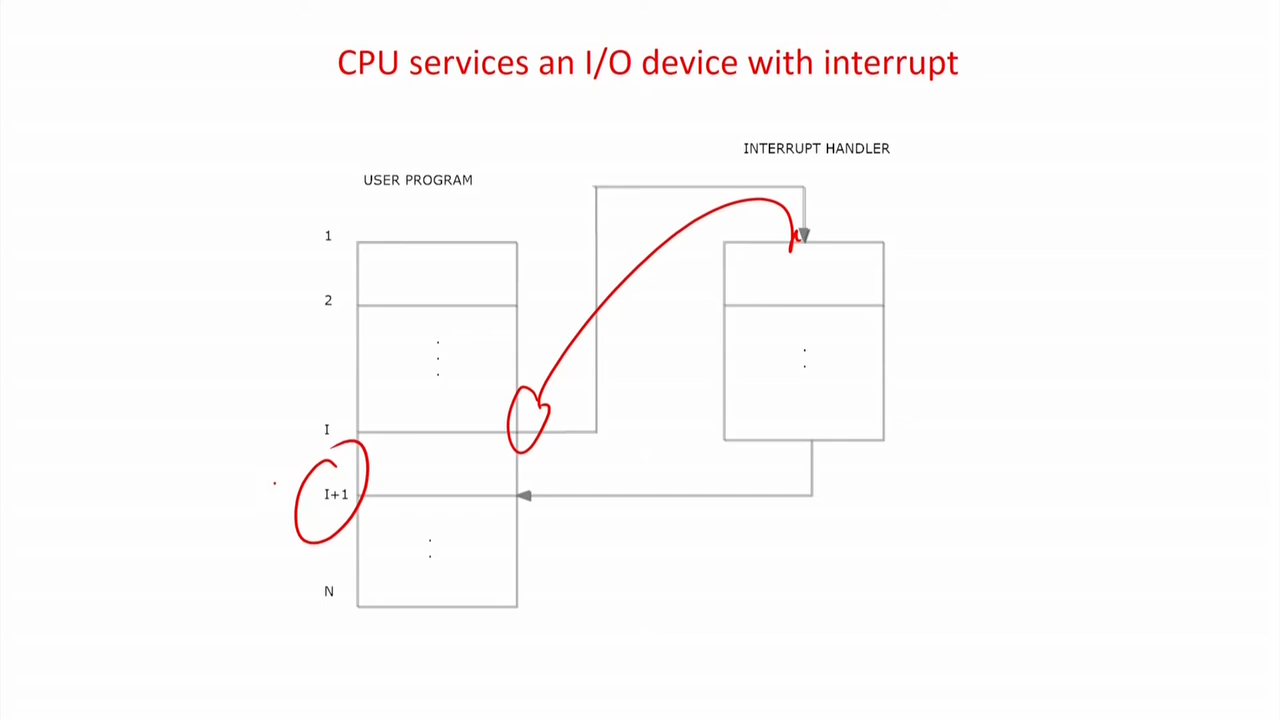 CPU services an I/O device with interrupt
INTERRUPT HANDLER
USER PROGRAM
1
2
I
I+1
N